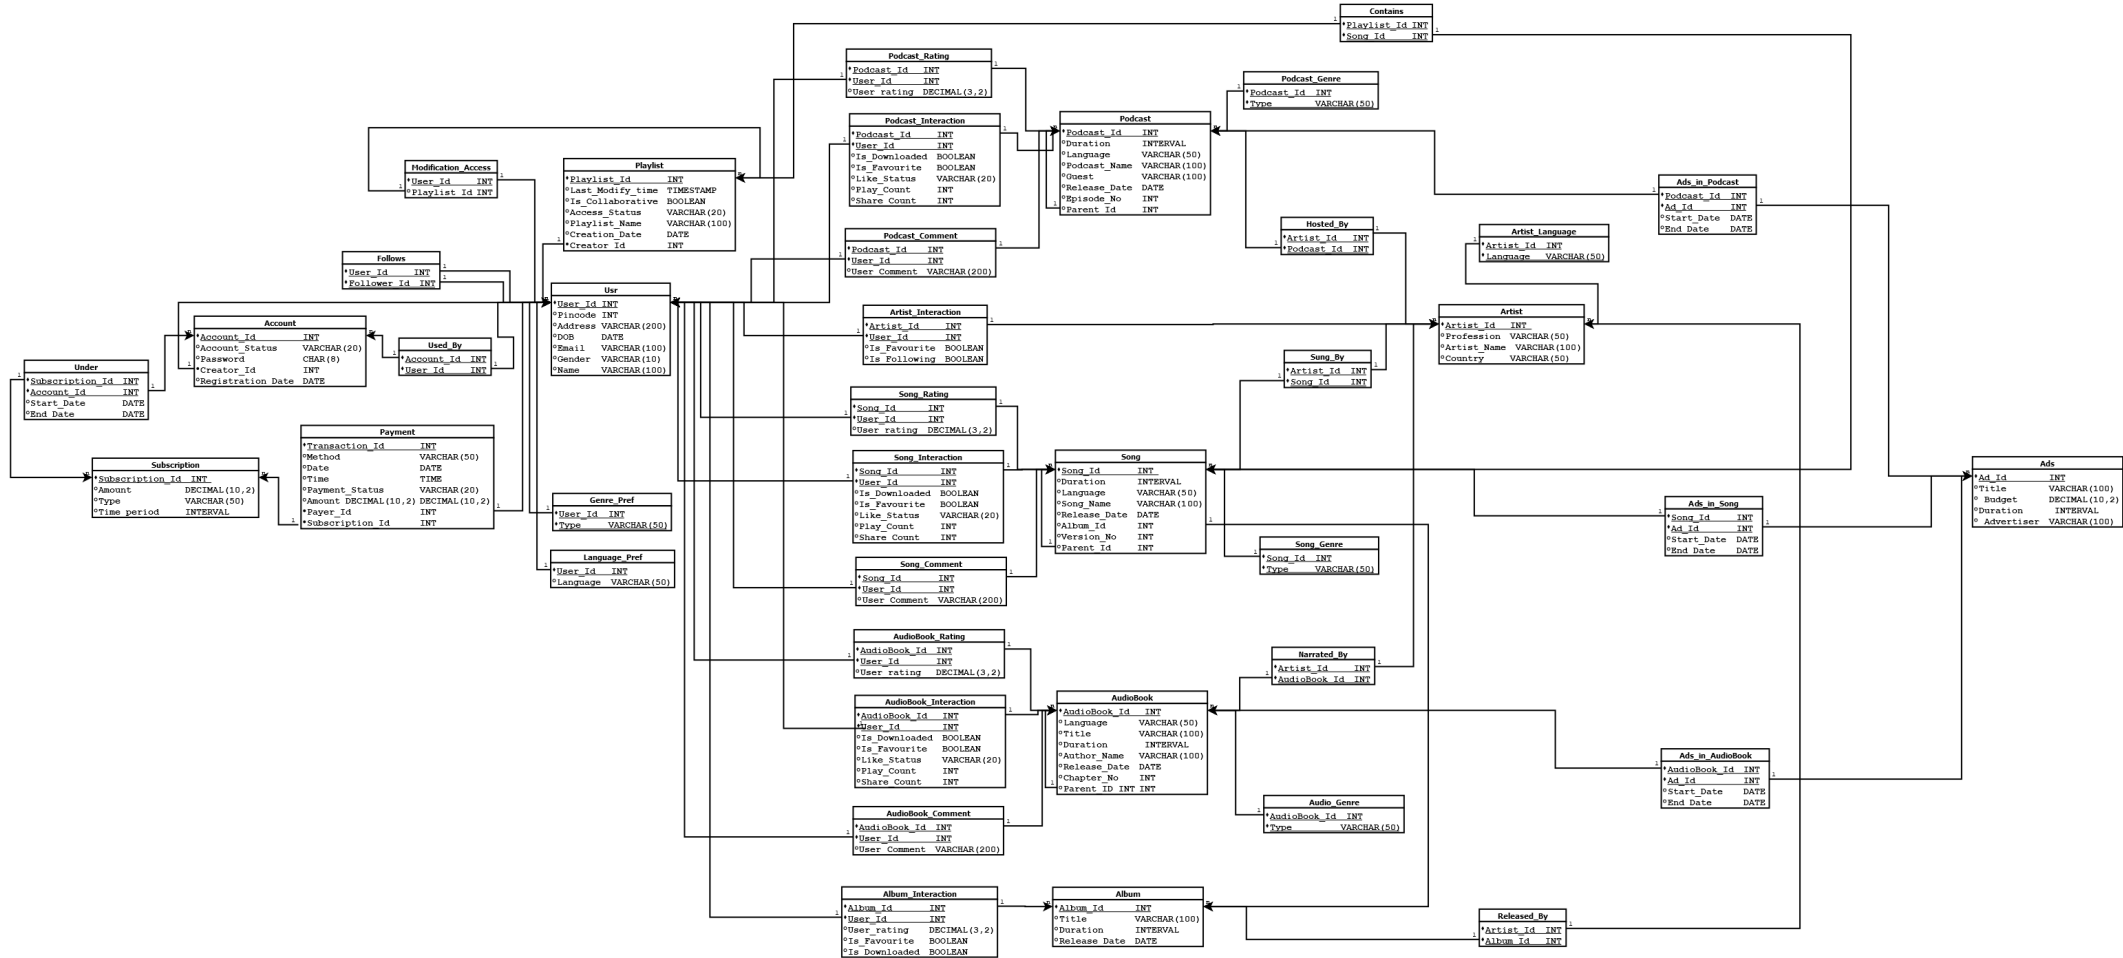 Contains
Playlist_Id INT
Song_Id INT
Podcast_Rating
Podcast_Id INT
User_Id INT
User_rating DECIMAL(3,2)
Podcast_Genre
Podcast_Id INT
Type VARCHAR(50)
Podcast_Interaction
Podcast_Id INT
User_Id INT
Is_Downloaded BOOLEAN
Is_Favourite BOOLEAN
Like_Status VARCHAR(20)
Play_Count INT
Share_Count INT
Podcast
Podcast_Id INT
Duration INTERVAL
Language VARCHAR(50)
Podcast_Name VARCHAR(100)
Guest VARCHAR(100)
Release_Date DATE
Episode_No INT
Parent_Id INT
Modification_Access
User_Id INT
Playlist_Id INT
Playlist
Playlist_Id INT
Last_Modify_time TIMESTAMP
Is_Collaborative BOOLEAN
Access_Status VARCHAR(20)
Playlist_Name VARCHAR(100)
Creation_Date DATE
Creator_Id INT
Ads_in_Podcast
Podcast_Id INT
Ad_Id INT
Start_Date DATE
End_Date DATE
Podcast_Comment
Podcast_Id INT
User_Id INT
User_Comment VARCHAR(200)
Hosted_By
Artist_Id INT
Podcast_Id INT
Artist_Language
Artist_Id INT
Language VARCHAR(50)
Follows
User_Id INT
Follower_Id INT
Usr
User_Id INT
Pincode INT
Address VARCHAR(200)
DOB DATE
Email VARCHAR(100)
Gender VARCHAR(10)
Name VARCHAR(100)
Artist_Interaction
Artist_Id INT
User_Id INT
Is_Favourite BOOLEAN
Is_Following BOOLEAN
Artist
Artist_Id INT
Profession VARCHAR(50)
Artist_Name VARCHAR(100)
Country VARCHAR(50)
Account
Account_Id INT
Account_Status VARCHAR(20)
Password CHAR(8)
Creator_Id INT
Registration_Date DATE
Used_By
Account_Id INT
User_Id INT
Sung_By
Artist_Id INT
Song_Id INT
Under
Subscription_Id INT
Account_Id INT
Start_Date DATE
End_Date DATE
Song_Rating
Song_Id INT
User_Id INT
User_rating DECIMAL(3,2)
Payment
Transaction_Id INT
Method VARCHAR(50)
Date DATE
Time TIME
Payment_Status VARCHAR(20)
Amount DECIMAL(10,2) DECIMAL(10,2)
Payer_Id INT
Subscription_Id INT
Subscription
Subscription_Id INT
Amount DECIMAL(10,2)
Type VARCHAR(50)
Time_period INTERVAL
Song_Interaction
Song_Id INT
User_Id INT
Is_Downloaded BOOLEAN
Is_Favourite BOOLEAN
Like_Status VARCHAR(20)
Play_Count INT
Share_Count INT
Song
Song_Id INT
Duration INTERVAL
Language VARCHAR(50)
Song_Name VARCHAR(100)
Release_Date DATE
Album_Id INT
Version_No INT
Parent_Id INT
Ads
Ad_Id INT
Title VARCHAR(100)
Budget DECIMAL(10,2)
Duration INTERVAL
Advertiser VARCHAR(100)
Genre_Pref
User_Id INT
Type VARCHAR(50)
Ads_in_Song
Song_Id INT
Ad_Id INT
Start_Date DATE
End_Date DATE
Song_Genre
Song_Id INT
Type VARCHAR(50)
Language_Pref
User_Id INT
Language VARCHAR(50)
Song_Comment
Song_Id INT
User_Id INT
User_Comment VARCHAR(200)
AudioBook_Rating
AudioBook_Id INT
User_Id INT
User_rating DECIMAL(3,2)
Narrated_By
Artist_Id INT
AudioBook_Id INT
AudioBook_Interaction
AudioBook_Id INT
User_Id INT
Is_Downloaded BOOLEAN
Is_Favourite BOOLEAN
Like_Status VARCHAR(20)
Play_Count INT
Share_Count INT
AudioBook
AudioBook_Id INT
Language VARCHAR(50)
Title VARCHAR(100)
Duration INTERVAL
Author_Name VARCHAR(100)
Release_Date DATE
Chapter_No INT
Parent_ID INT INT
Ads_in_AudioBook
AudioBook_Id INT
Ad_Id INT
Start_Date DATE
End_Date DATE
Audio_Genre
AudioBook_Id INT
Type VARCHAR(50)
AudioBook_Comment
AudioBook_Id INT
User_Id INT
User_Comment VARCHAR(200)
Album_Interaction
Album_Id INT
User_Id INT
User_rating DECIMAL(3,2)
Is_Favourite BOOLEAN
Is_Downloaded BOOLEAN
Album
Album_Id INT
Title VARCHAR(100)
Duration INTERVAL
Release_Date DATE
Released_By
Artist_Id INT
Album_Id INT